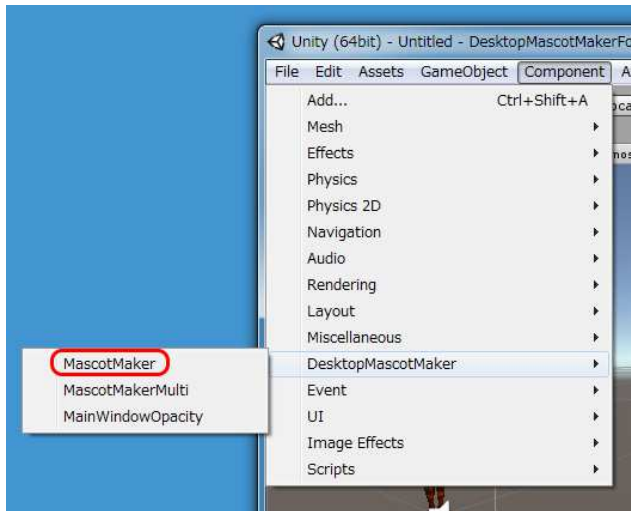 Unity (64bit) - Untitled - DesktopMascotMakerFo
File Edit Assets GameObject Component A
Add... Ctrl+Shift+A
Mesh
Effects
Physics
Physics 2D
Navigation
Audio
Rendering
Layout
Miscellaneous
DesktopMascotMaker
Event
UI
Image Effects
Scripts
MascotMaker
MascotMakerMulti
MainWindowOpacity